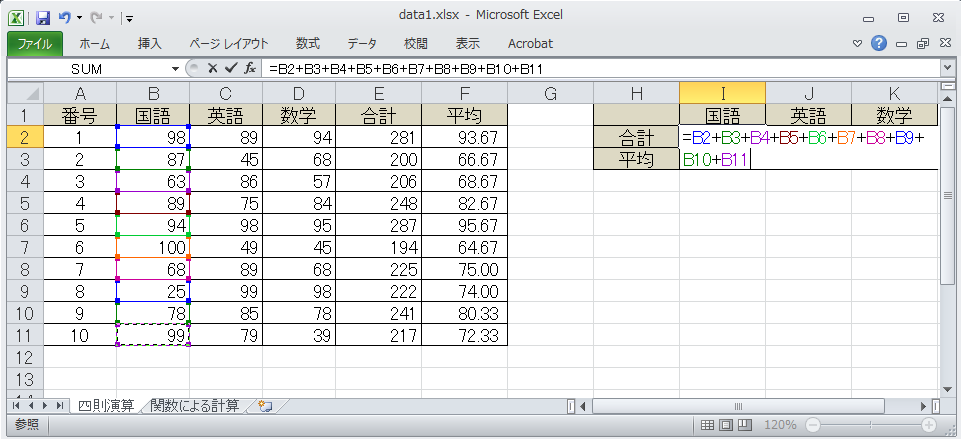 data1.xlsx - Microsoft Excel
ファイル ホーム 挿入 ページ レイアウト 数式 データ 校閲 表示 Acrobat
SUM fx =B2+B3+B4+B5+B6+B7+B8+B9+B10+B11
A B C D E F G H I J K
1 番号 国語 英語 数学 合計 平均 国語 英語 数学
2 1 98 89 94 281 93.67 合計 =B2+B3+B4+B5+B6+B7+B8+B9+
3 2 87 45 68 200 66.67 平均 B10+B11
4 3 63 86 57 206 68.67
5 4 89 75 84 248 82.67
6 5 94 98 95 287 95.67
7 6 100 49 45 194 64.67
8 7 68 89 68 225 75.00
9 8 25 99 98 222 74.00
10 9 78 85 78 241 80.33
11 10 99 79 39 217 72.33
12
13
四則演算 関数による計算
参照 120%